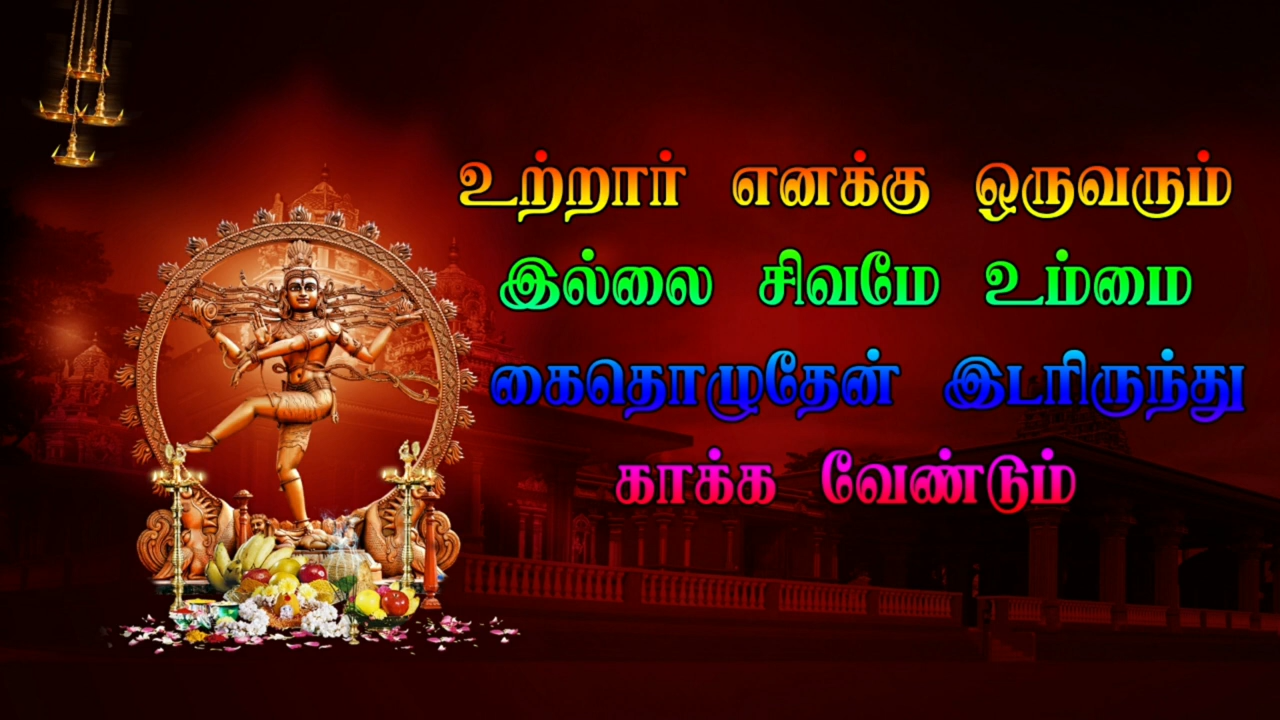 உற்றார் எனக்கு ஒருவரும்
இல்லை சிவமே உம்மை
கைதொழுதேன் இடரிருந்து
காக்க வேண்டும்